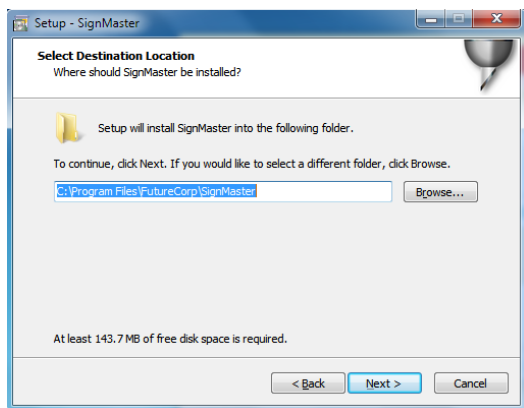 Setup - SignMaster
Select Destination Location
Where should SignMaster be installed?
Setup will install SignMaster into the following folder.
To continue, click Next. If you would like to select a different folder, click Browse.
C:\Program Files\FutureCorp\SignMaster
Browse...
At least 143.7 MB of free disk space is required.
< Back
Next >
Cancel